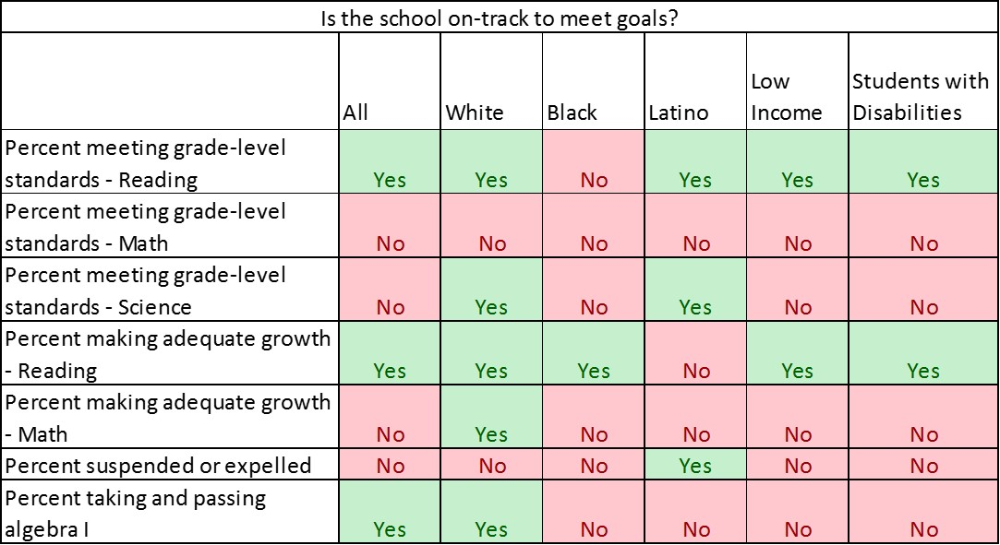 Is the school on-track to meet goals?
All White Black Latino Low Income Students with Disabilities
Percent meeting grade-level
standards - Reading Yes Yes No Yes Yes Yes
Percent meeting grade-level
standards - Math No No No No No No
Percent meeting grade-level
standards - Science No Yes No Yes No No
Percent making adequate growth
- Reading Yes Yes Yes No Yes Yes
Percent making adequate growth
- Math No Yes No No No No
Percent suspended or expelled No No No Yes No No
Percent taking and passing
algebra I Yes Yes No No No No